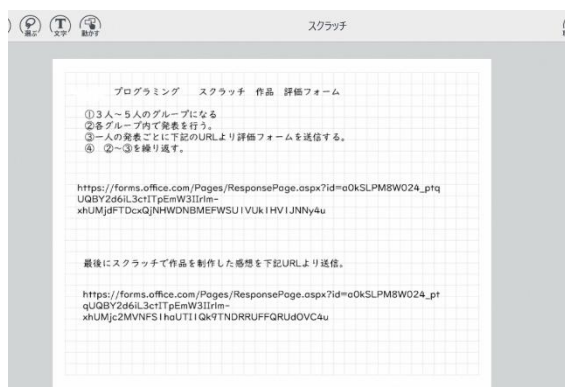 選ぶ 文字 動かす スクラッチ
プログラミング スクラッチ 作品 評価フォーム
①3人~5人のグループになる
②各グループ内で発表を行う。
③一人の発表ごとに下記のURLより評価フォームを送信する。
④ ②~③を繰り返す。
https://forms.office.com/Pages/ResponsePage.aspx?id=a0kSLPM8W024_ptq
UQBY2d6iL3ctITpEmW3IIrIm-
xhUMjdFTDcxQjNHWDNBMEFWSU1VUk1HV1JNNy4u
最後にスクラッチで作品を制作した感想を下記URLより送信。
https://forms.office.com/Pages/ResponsePage.aspx?id=a0kSLPM8W024_pt
qUQBY2d6iL3ctITpEmW3IIrIm-
xhUMjc2MVNFS1haUTI1Qk9TNDRRUFFQRUdOVC4u